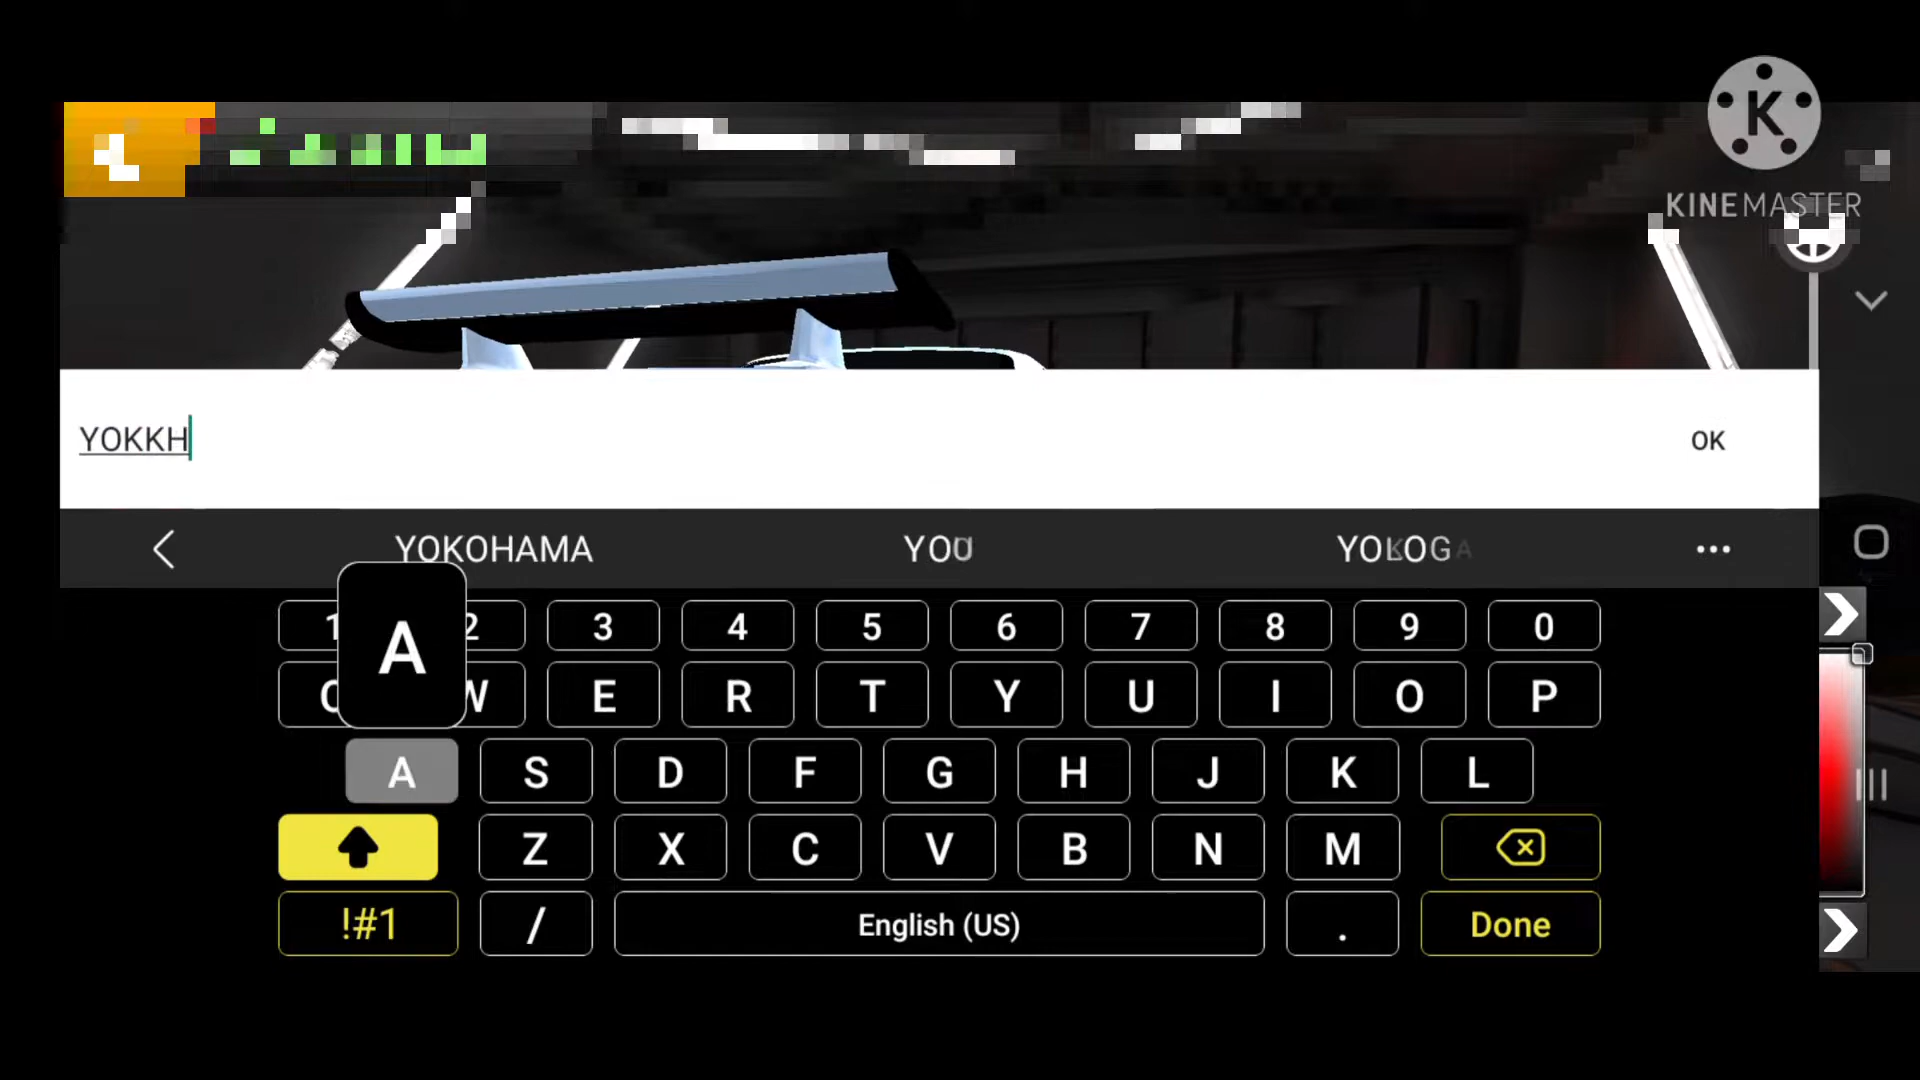 K
KINEMASTER
YOKKH
OK
YOKOHAMA
YOU
1 2 3 4 5 6 7 8 9 0
A
W E R T Y U I O P
A S D F G H J K L
Z X C V B N M
!#1 / English (US) . Done